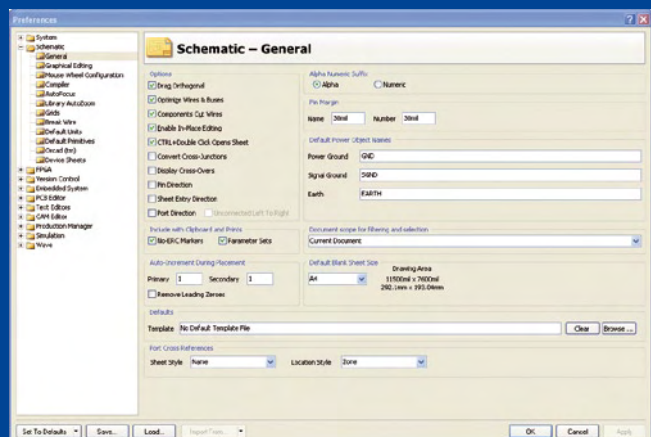 Preferences
System
Schematic
General
Graphical Editing
Mouse Wheel Configuration
Compiler
AutoFocus
Library AutoZoom
Grids
Break Wire
Default Units
Default Primitives
Orcad (tm)
Device Sheets
FPGA
Version Control
Embedded System
PCB Editor
Text Editors
CAM Editor
Production Manager
Simulation
Wave
Schematic – General
Options
Drag Orthogonal
Optimize Wires & Buses
Components Cut Wires
Enable In-Place Editing
CTRL+Double Click Opens Sheet
Convert Cross-Junctions
Display Cross-Overs
Pin Direction
Sheet Entry Direction
Port Direction Unconnected Left To Right
Alpha Numeric Suffix
Alpha Numeric
Pin Margin
Name 30mil Number 30mil
Default Power Object Names
Power Ground GND
Signal Ground SGND
Earth EARTH
Include with Clipboard and Prints
No-ERC Markers Parameter Sets
Document scope for filtering and selection
Current Document
Auto-Increment During Placement
Primary 1 Secondary 1
Remove Leading Zeroes
Default Blank Sheet Size
A4
Drawing Area
11500mil x 7600mil
292.1mm x 193.04mm
Defaults
Template No Default Template File Clear Browse ...
Port Cross References
Sheet Style Name Location Style Zone
Set To Defaults Save... Load... Import From... OK Cancel Apply